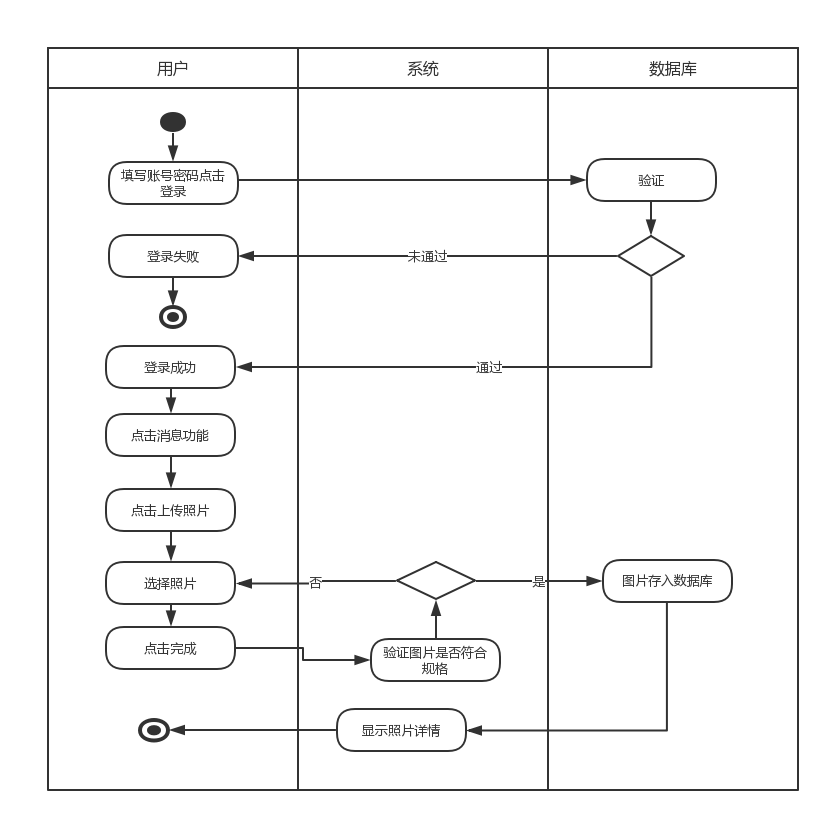 用户
系统
数据库
填写账号密码点击
登录
验证
登录失败
未通过
登录成功
通过
点击消息功能
点击上传照片
选择照片
否
是
图片存入数据库
点击完成
验证图片是否符合
规格
显示照片详情